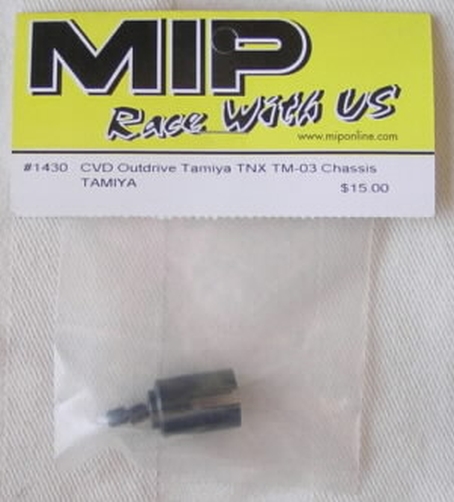 MIP
Race With US
www.miponline.com
#1430 CVD Outdrive Tamiya TNX TM-03 Chassis
TAMIYA $15.00